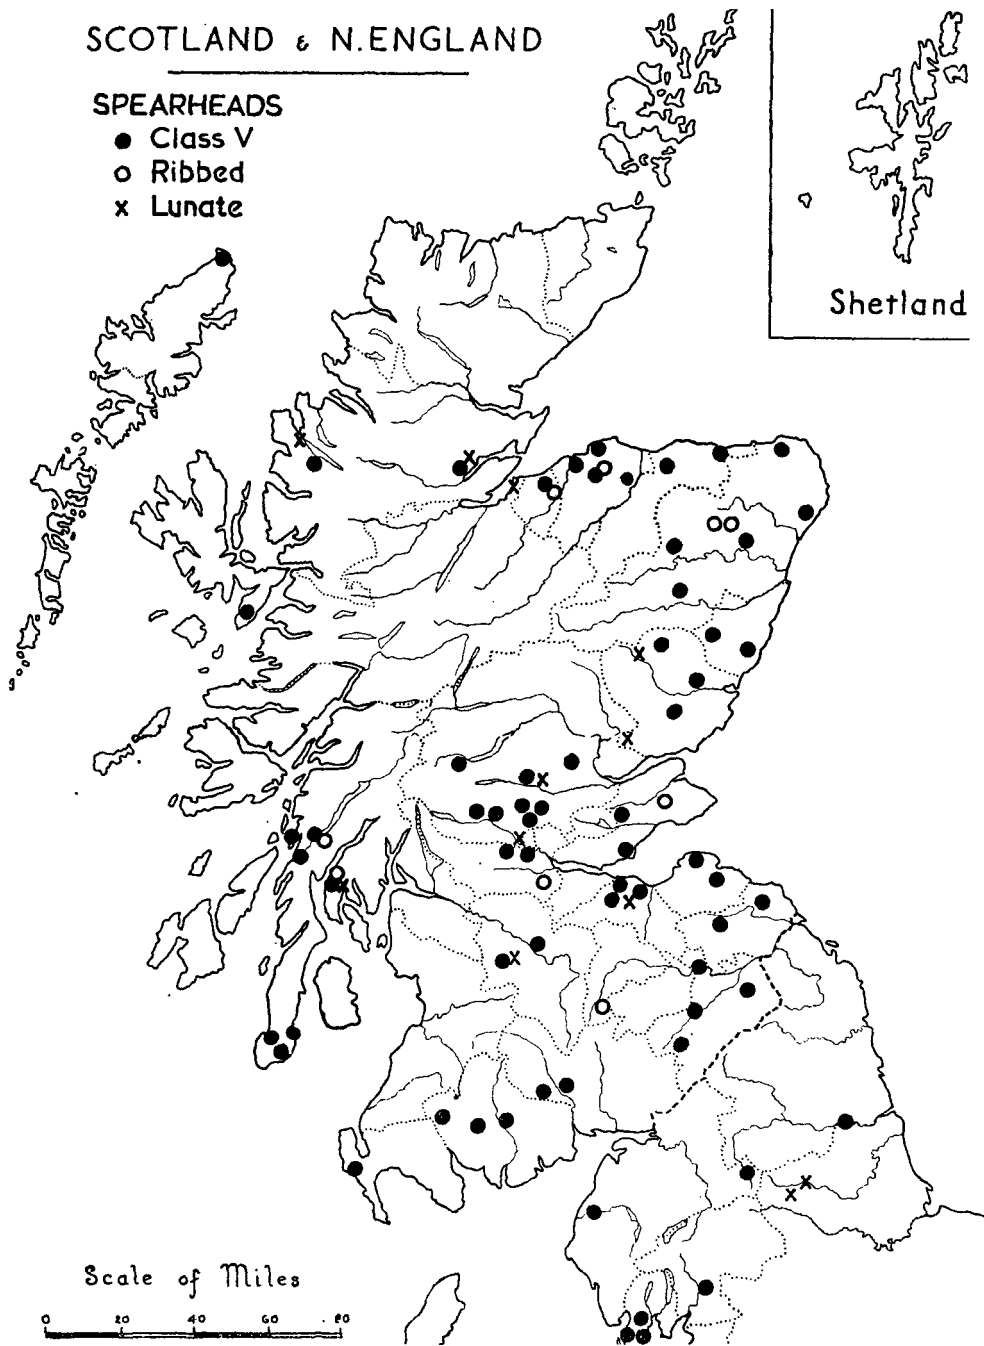 SCOTLAND & N.ENGLAND
SPEARHEADS
● Class V
○ Ribbed
x Lunate
Shetland
Scale of Miles
0 20 40 60 80